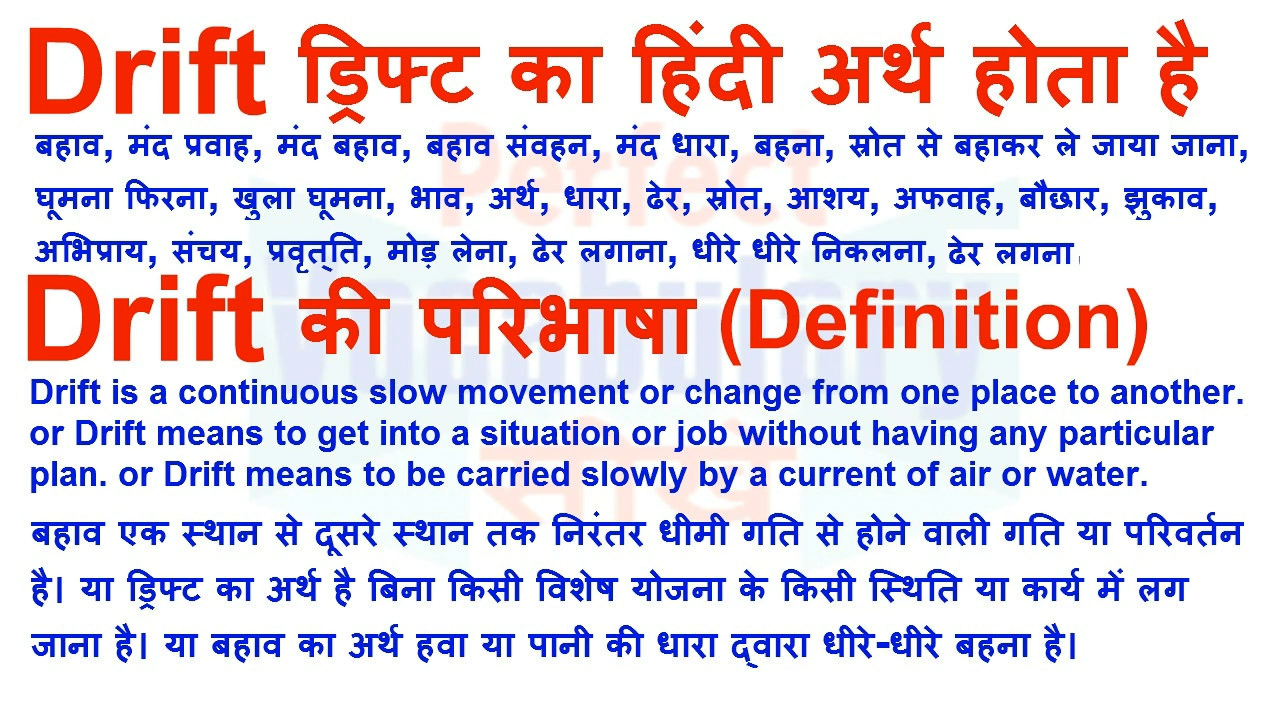 Drift ड्रिफ्ट का हिंदी अर्थ होता है
बहाव, मंद प्रवाह, मंद बहाव, बहाव संवहन, मंद धारा, बहना, स्रोत से बहाकर ले जाया जाना,
घूमना फिरना, खुला घूमना, भाव, अर्थ, धारा, ढेर, स्रोत, आशय, अफवाह, बौछार, झुकाव,
अभिप्राय, संचय, प्रवृत्ति, मोड़ लेना, ढेर लगाना, धीरे धीरे निकलना, ढेर लगना
Drift की परिभाषा (Definition)
Drift is a continuous slow movement or change from one place to another.
or Drift means to get into a situation or job without having any particular
plan. or Drift means to be carried slowly by a current of air or water.
बहाव एक स्थान से दूसरे स्थान तक निरंतर धीमी गति से होने वाली गति या परिवर्तन
है। या ड्रिफ्ट का अर्थ है बिना किसी विशेष योजना के किसी स्थिति या कार्य में लग
जाना है। या बहाव का अर्थ हवा या पानी की धारा द्वारा धीरे-धीरे बहना है।
Perfect
Vocabulary
सीखें